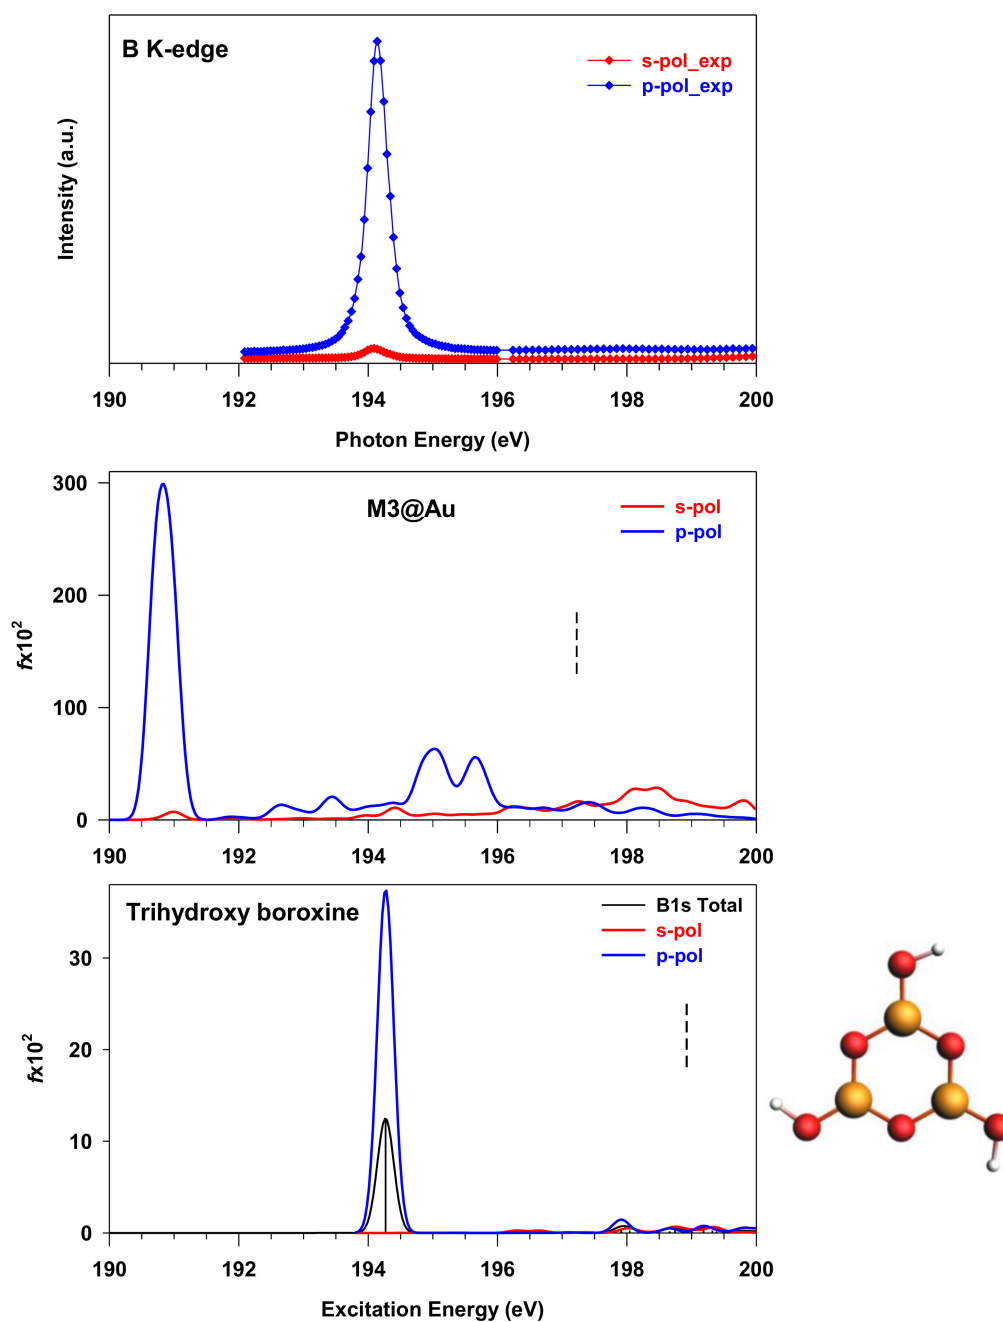 B K-edge
s-pol_exp
p-pol_exp
Intensity (a.u.)
190 192 194 196 198 200
Photon Energy (eV)
M3@Au
s-pol
p-pol
300
200
100
0
fx10²
190 192 194 196 198 200
Trihydroxy boroxine
B1s Total
s-pol
p-pol
30
20
10
0
fx10²
190 192 194 196 198 200
Excitation Energy (eV)